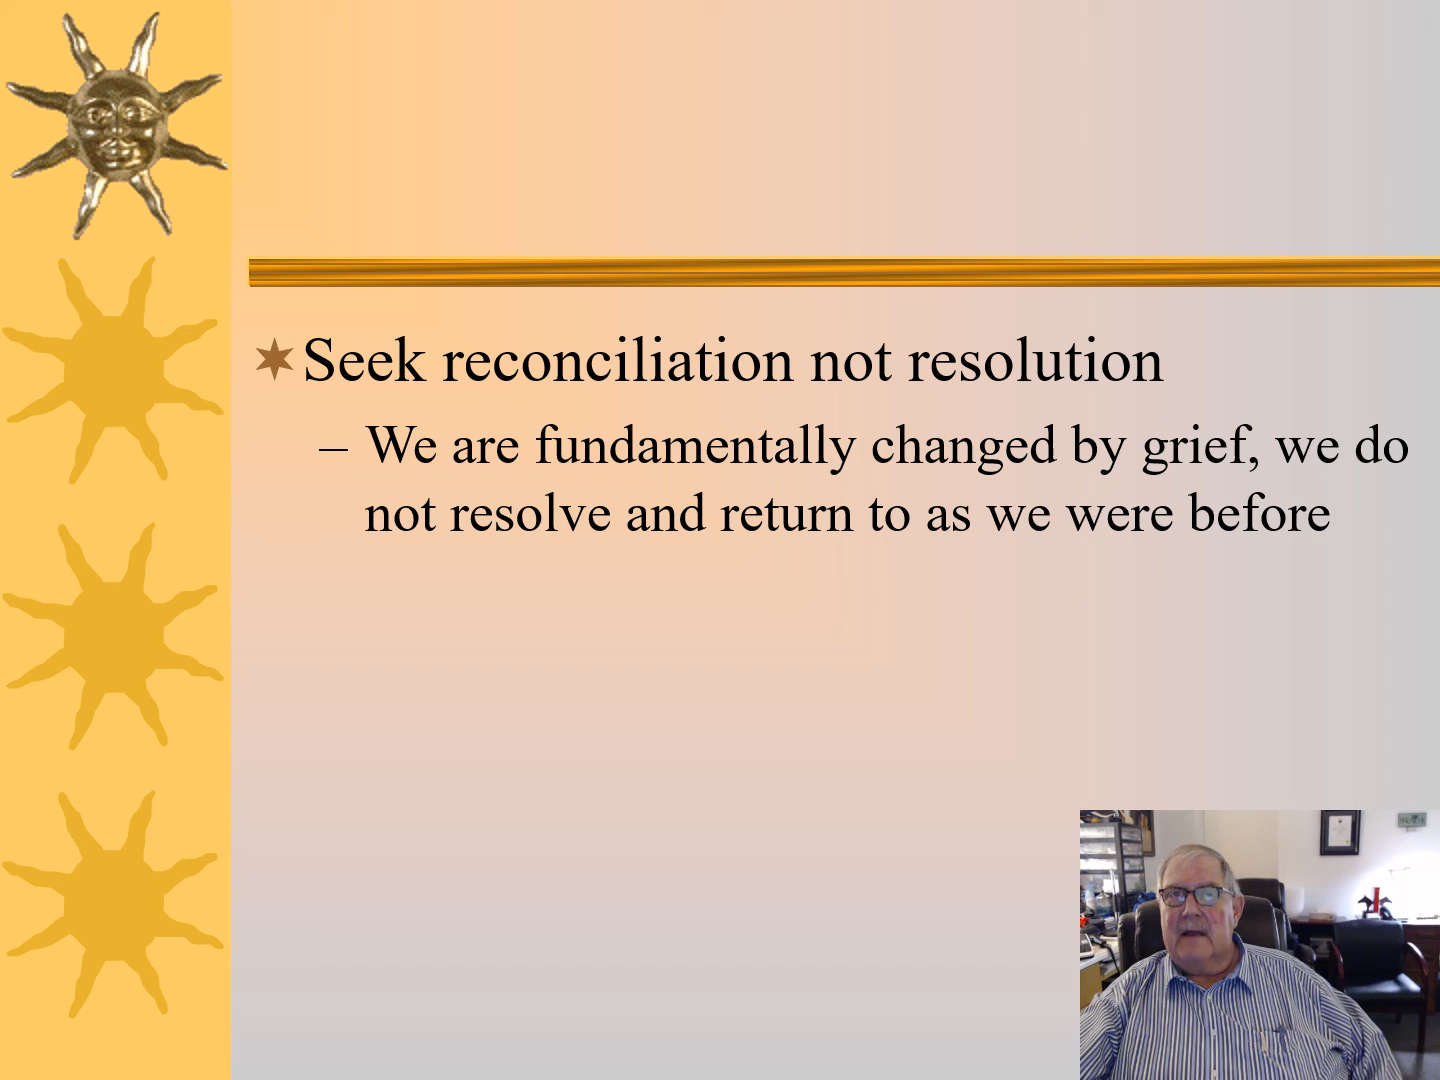 Seek reconciliation not resolution
– We are fundamentally changed by grief, we do
not resolve and return to as we were before